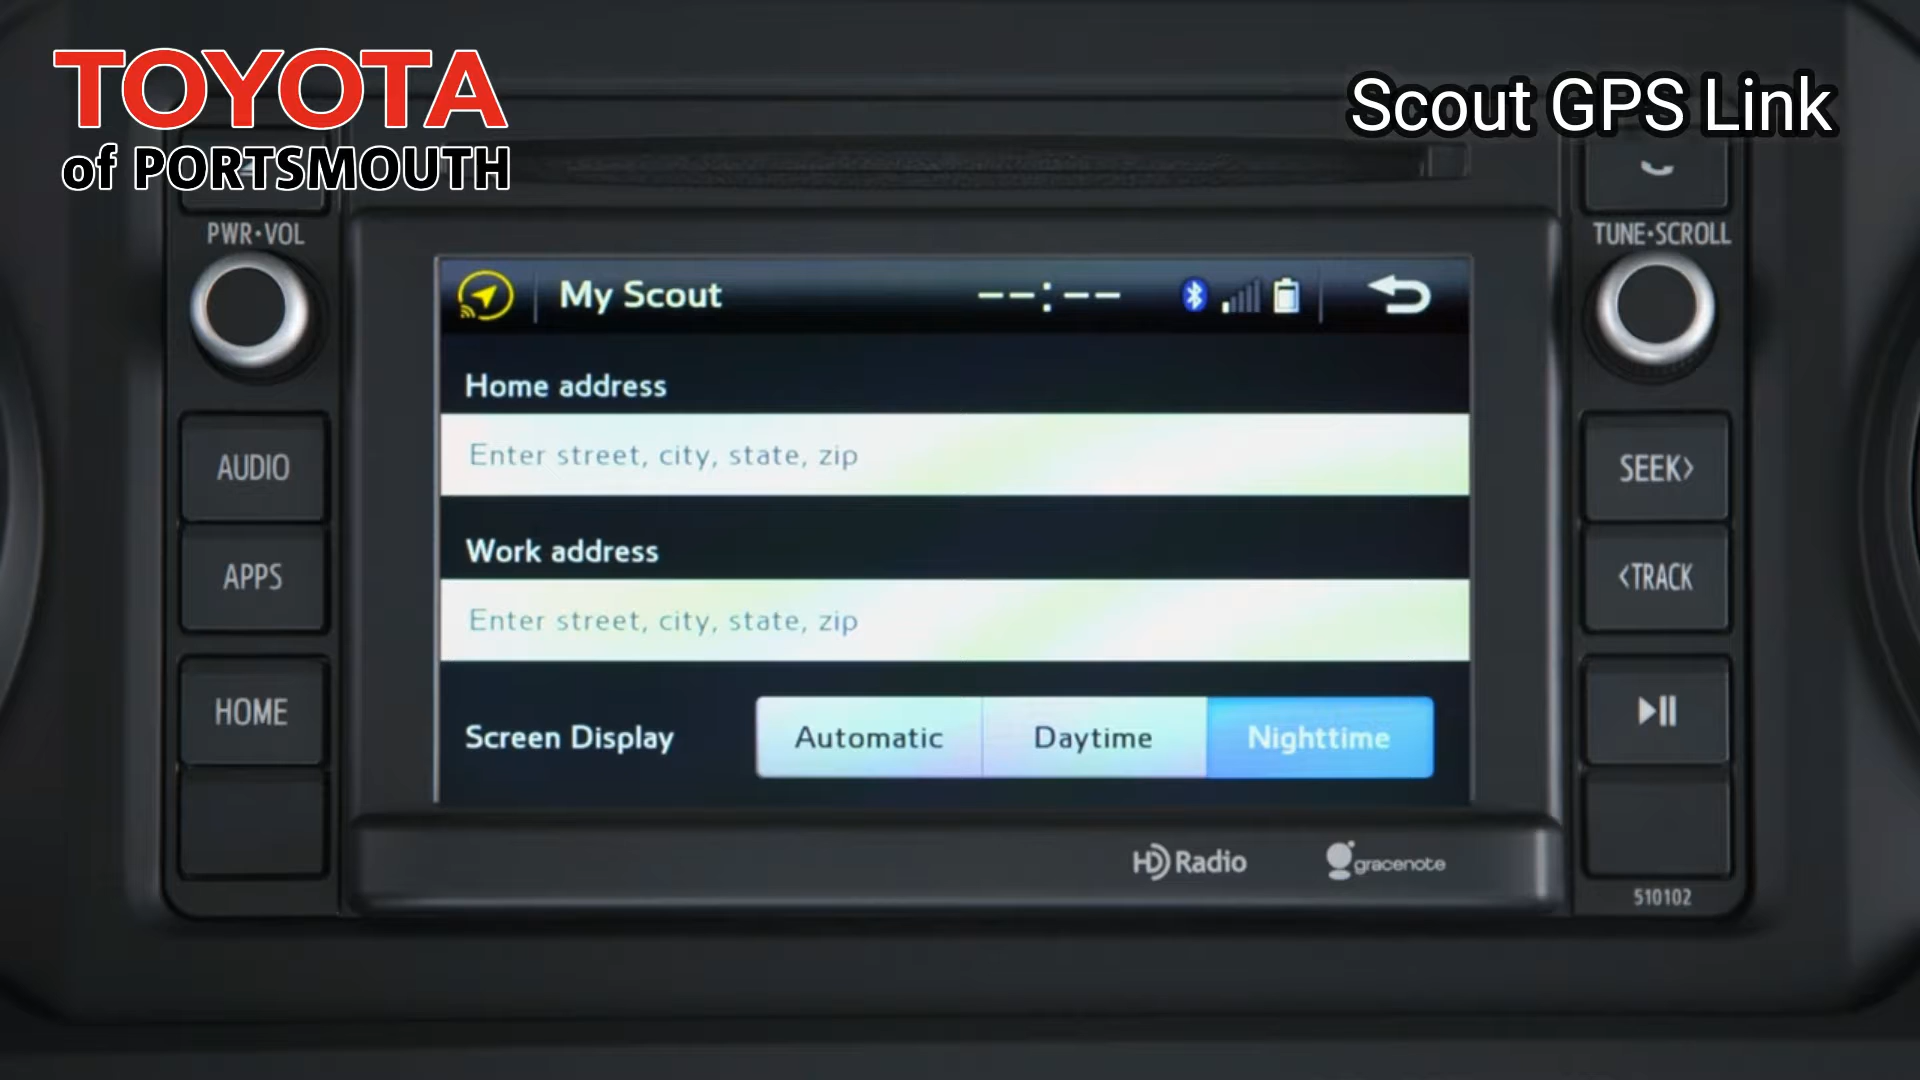 TOYOTA
of PORTSMOUTH
Scout GPS Link
PWR•VOL
TUNE•SCROLL
My Scout
--:--
Home address
Enter street, city, state, zip
Work address
Enter street, city, state, zip
Screen Display
Automatic
Daytime
Nighttime
AUDIO
APPS
HOME
SEEK>
<TRACK
HD Radio
gracenote
510102